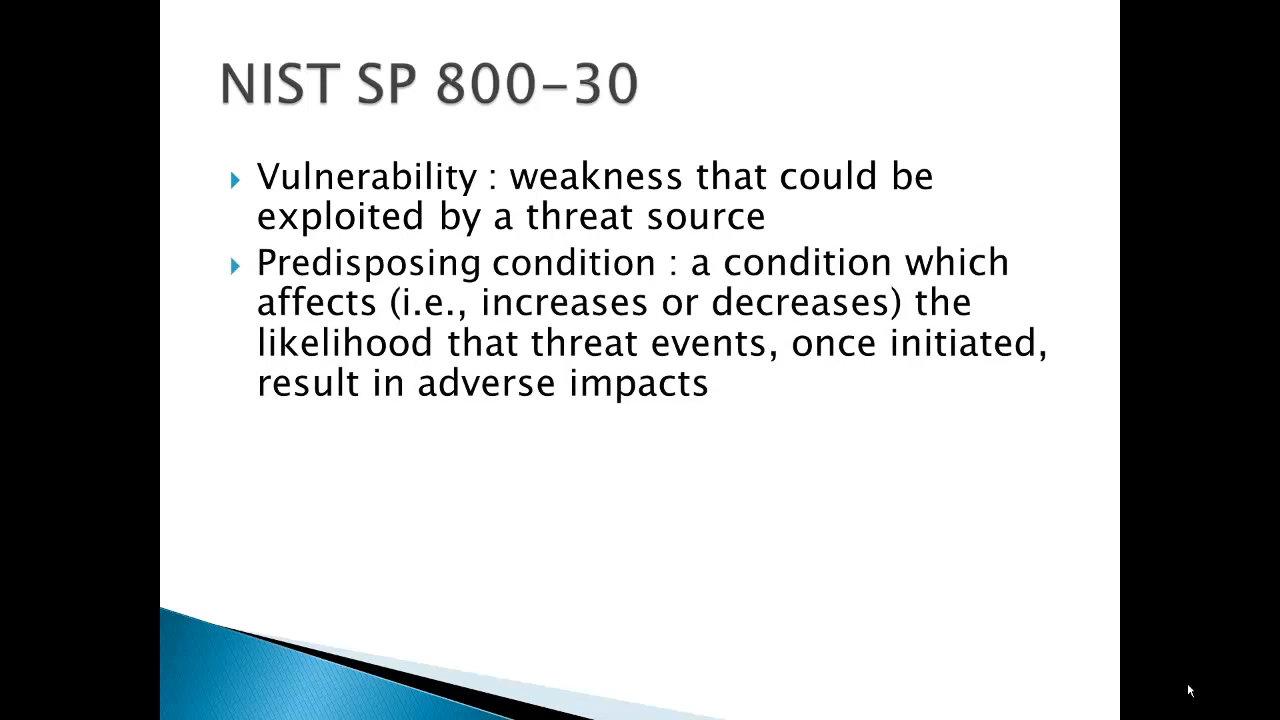 NIST SP 800-30
Vulnerability : weakness that could be
exploited by a threat source
Predisposing condition : a condition which
affects (i.e., increases or decreases) the
likelihood that threat events, once initiated,
result in adverse impacts